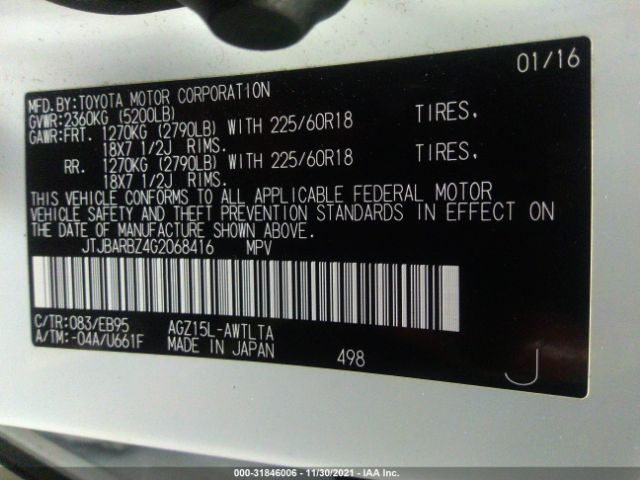 01/16
MFD.BY:TOYOTA MOTOR CORPORATION
GVWR:2360KG (5200LB)
GAWR:FRT. 1270KG (2790LB) WITH 225/60R18 TIRES,
18X7 1/2J RIMS.
RR. 1270KG (2790LB) WITH 225/60R18 TIRES,
18X7 1/2J RIMS.
THIS VEHICLE CONFORMS TO ALL APPLICABLE FEDERAL MOTOR
VEHICLE SAFETY AND THEFT PREVENTION STANDARDS IN EFFECT ON
THE DATE OF MANUFACTURE SHOWN ABOVE.
JTJBARBZ4G2068416 MPV
C/TR:083/EB95 AGZ15L-AWTLTA
A/TM:-04A/U661F MADE IN JAPAN 498 J
000-31846006 - 11/30/2021 - IAA Inc.